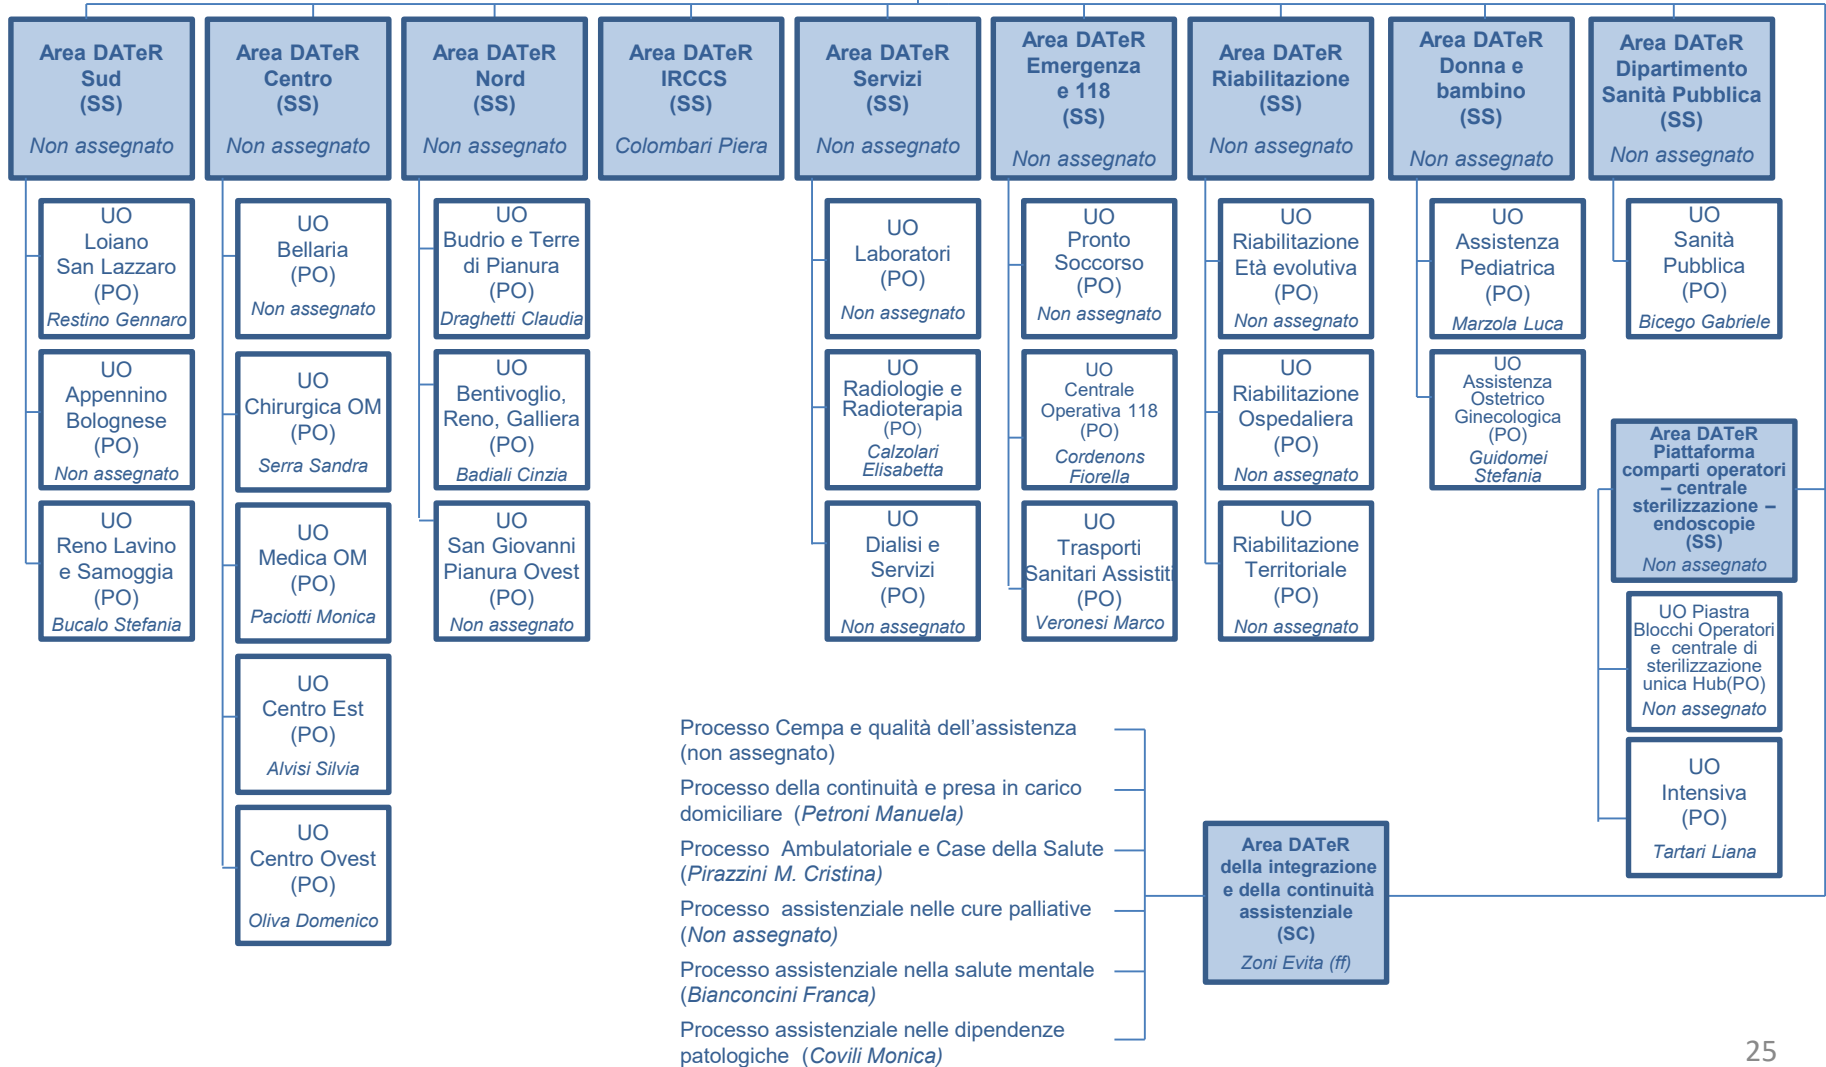 Area DATeR
Sud
(SS)
Non assegnato
Area DATeR
Centro
(SS)
Non assegnato
Area DATeR
Nord
(SS)
Non assegnato
Area DATeR
IRCCS
(SS)
Colombari Piera
Area DATeR
Servizi
(SS)
Non assegnato
Area DATeR
Emergenza
e 118
(SS)
Non assegnato
Area DATeR
Riabilitazione
(SS)
Non assegnato
Area DATeR
Donna e
bambino
(SS)
Non assegnato
Area DATeR
Dipartimento
Sanità Pubblica
(SS)
Non assegnato
UO
Loiano
San Lazzaro
(PO)
Restino Gennaro
UO
Appennino
Bolognese
(PO)
Non assegnato
UO
Reno Lavino
e Samoggia
(PO)
Bucalo Stefania
UO
Bellaria
(PO)
Non assegnato
UO
Chirurgica OM
(PO)
Serra Sandra
UO
Medica OM
(PO)
Paciotti Monica
UO
Centro Est
(PO)
Alvisi Silvia
UO
Centro Ovest
(PO)
Oliva Domenico
UO
Budrio e Terre
di Pianura
(PO)
Draghetti Claudia
UO
Bentivoglio,
Reno, Galliera
(PO)
Badiali Cinzia
UO
San Giovanni
Pianura Ovest
(PO)
Non assegnato
UO
Laboratori
(PO)
Non assegnato
UO
Radiologie e
Radioterapia
(PO)
Calzolari
Elisabetta
UO
Dialisi e
Servizi
(PO)
Non assegnato
UO
Pronto
Soccorso
(PO)
Non assegnato
UO
Centrale
Operativa 118
(PO)
Cordenons
Fiorella
UO
Trasporti
Sanitari Assistiti
(PO)
Veronesi Marco
UO
Riabilitazione
Età evolutiva
(PO)
Non assegnato
UO
Riabilitazione
Ospedaliera
(PO)
Non assegnato
UO
Riabilitazione
Territoriale
(PO)
Non assegnato
UO
Assistenza
Pediatrica
(PO)
Marzola Luca
UO
Assistenza
Ostetrico
Ginecologica
(PO)
Guidomei
Stefania
UO
Sanità
Pubblica
(PO)
Bicego Gabriele
Area DATeR
Piattaforma
comparti operatori
– centrale
sterilizzazione –
endoscopie
(SS)
Non assegnato
UO Piastra
Blocchi Operatori
e centrale di
sterilizzazione
unica Hub(PO)
Non assegnato
UO
Intensiva
(PO)
Tartari Liana
Processo Cempa e qualità dell’assistenza
(non assegnato)
Processo della continuità e presa in carico
domiciliare (Petroni Manuela)
Processo Ambulatoriale e Case della Salute
(Pirazzini M. Cristina)
Processo assistenziale nelle cure palliative
(Non assegnato)
Processo assistenziale nella salute mentale
(Bianconcini Franca)
Processo assistenziale nelle dipendenze
patologiche (Covili Monica)
Area DATeR
della integrazione
e della continuità
assistenziale
(SC)
Zoni Evita (ff)
25